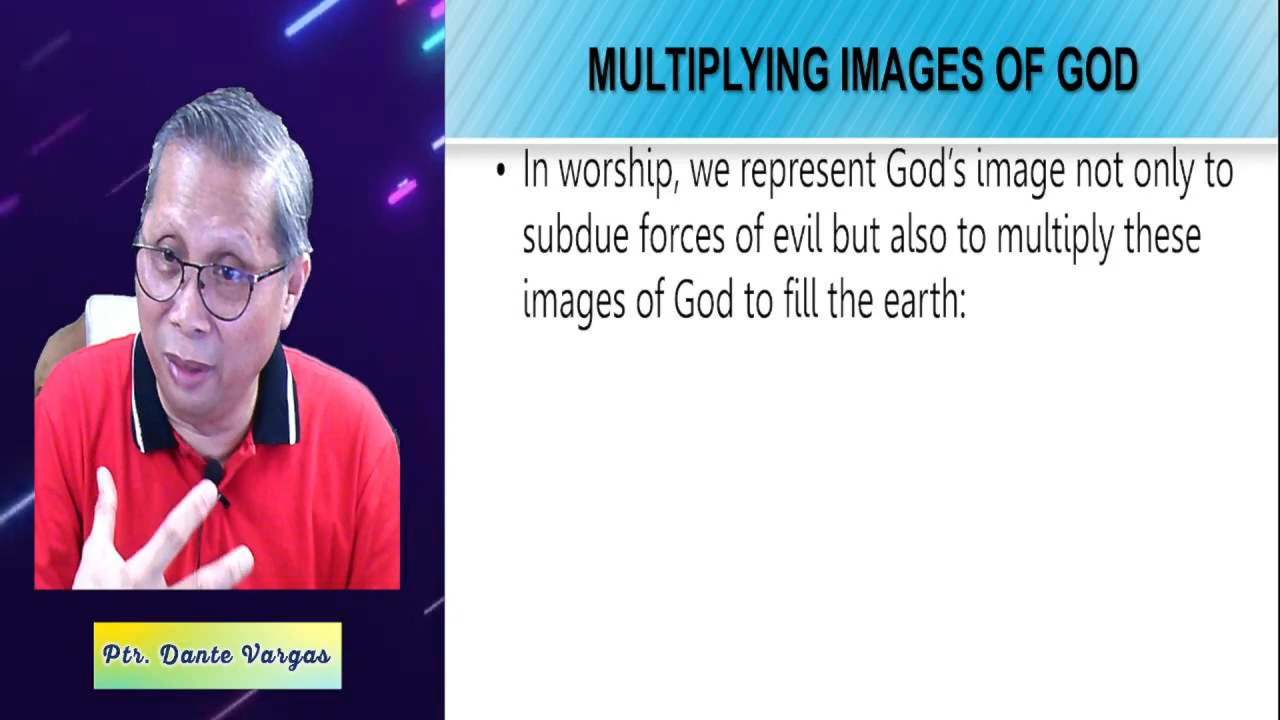 MULTIPLYING IMAGES OF GOD
• In worship, we represent God's image not only to
subdue forces of evil but also to multiply these
images of God to fill the earth:
Ptr. Dante Vargas